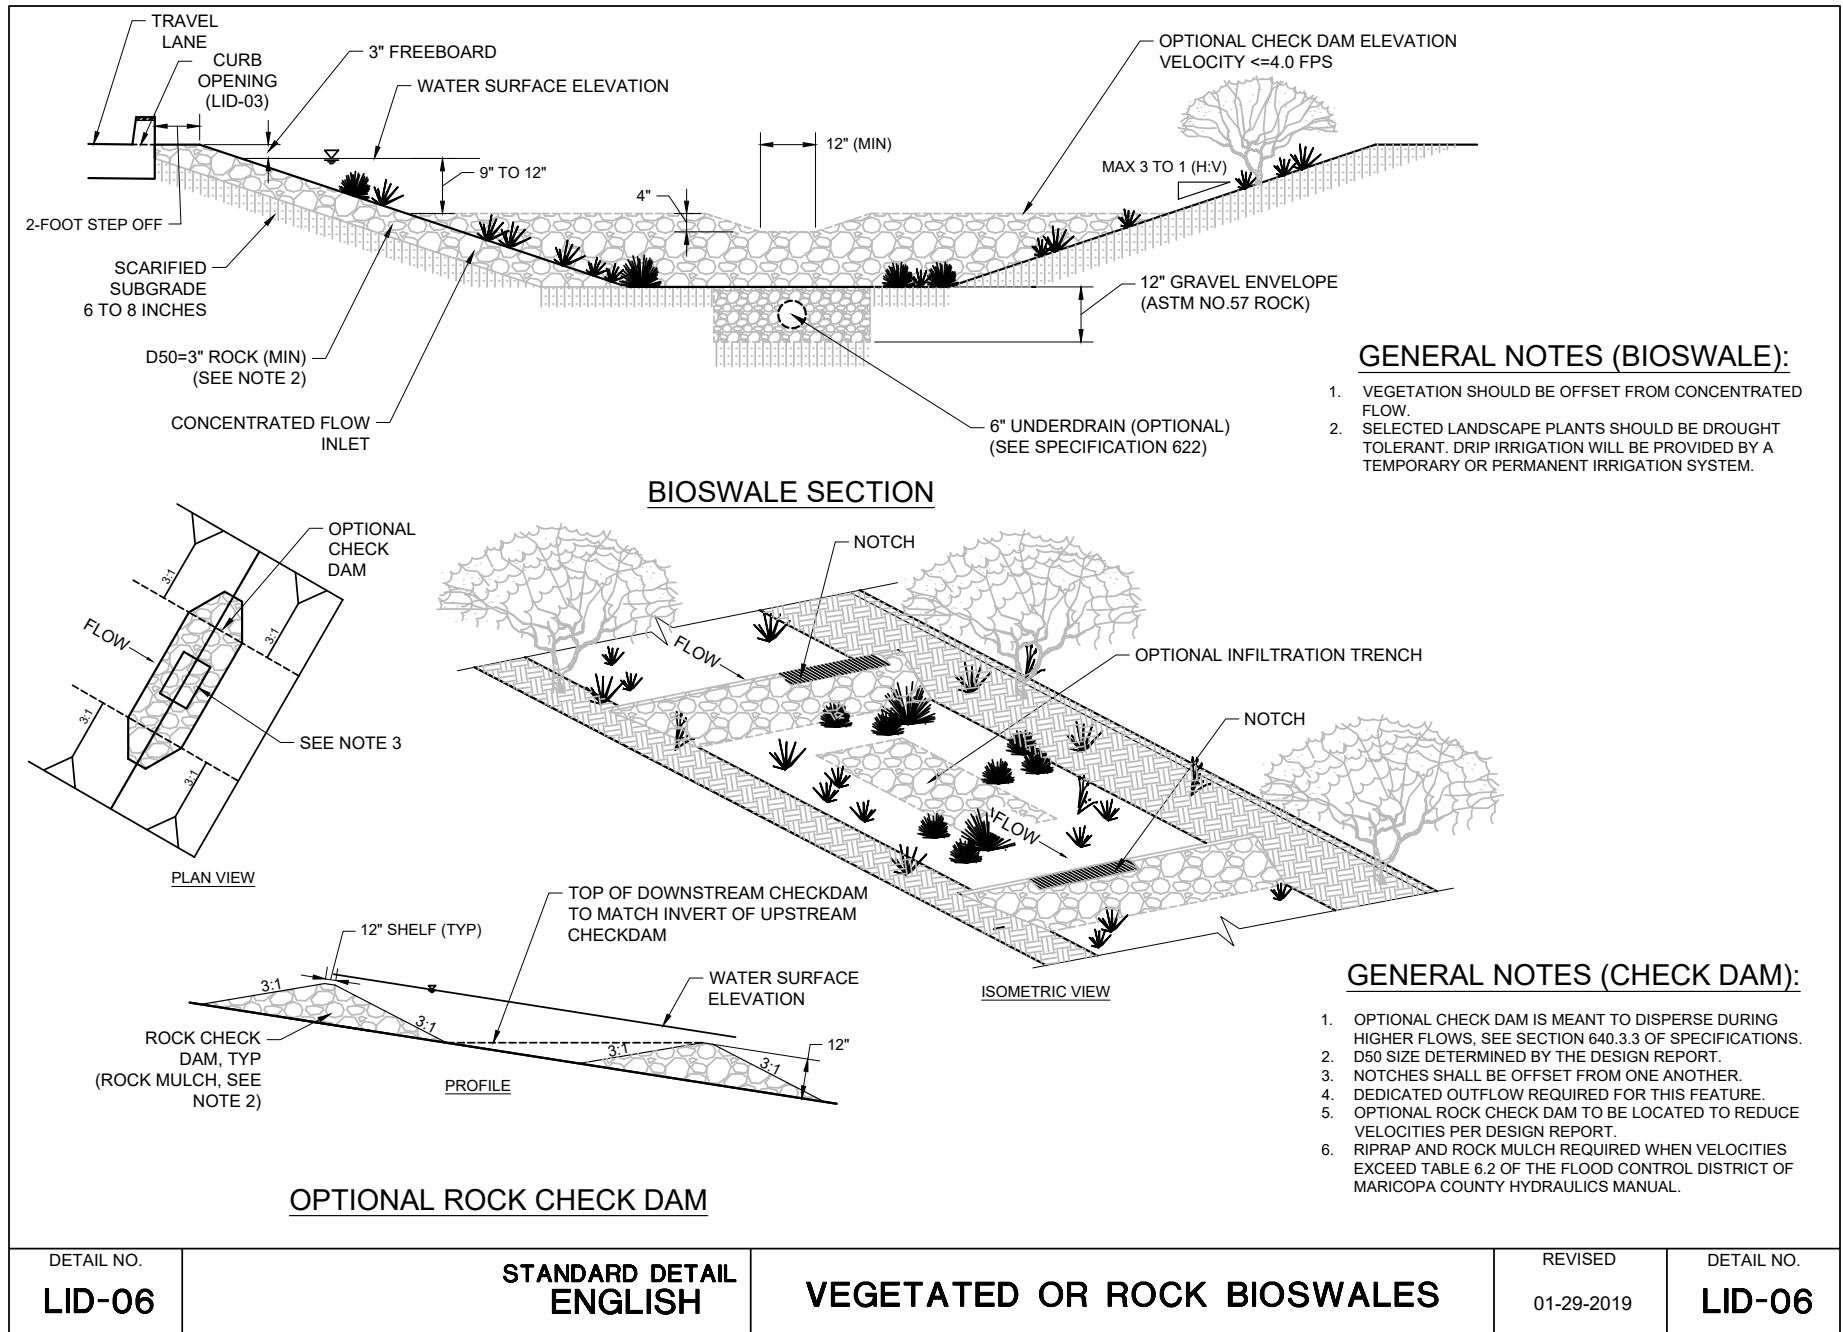 TRAVEL
LANE
CURB
OPENING
(LID-03)
3" FREEBOARD
WATER SURFACE ELEVATION
9" TO 12"
4"
12" (MIN)
OPTIONAL CHECK DAM ELEVATION
VELOCITY <=4.0 FPS
MAX 3 TO 1 (H:V)
2-FOOT STEP OFF
SCARIFIED
SUBGRADE
6 TO 8 INCHES
D50=3" ROCK (MIN)
(SEE NOTE 2)
CONCENTRATED FLOW
INLET
12" GRAVEL ENVELOPE
(ASTM NO.57 ROCK)
6" UNDERDRAIN (OPTIONAL)
(SEE SPECIFICATION 622)
BIOSWALE SECTION
GENERAL NOTES (BIOSWALE):
1. VEGETATION SHOULD BE OFFSET FROM CONCENTRATED
FLOW.
2. SELECTED LANDSCAPE PLANTS SHOULD BE DROUGHT
TOLERANT. DRIP IRRIGATION WILL BE PROVIDED BY A
TEMPORARY OR PERMANENT IRRIGATION SYSTEM.
OPTIONAL
CHECK
DAM
3:1
3:1
FLOW
3:1
3:1
SEE NOTE 3
PLAN VIEW
NOTCH
FLOW
OPTIONAL INFILTRATION TRENCH
NOTCH
FLOW
ISOMETRIC VIEW
TOP OF DOWNSTREAM CHECKDAM
TO MATCH INVERT OF UPSTREAM
CHECKDAM
12" SHELF (TYP)
3:1
3:1
WATER SURFACE
ELEVATION
ROCK CHECK
DAM, TYP
(ROCK MULCH, SEE
NOTE 2)
3:1
3:1
12"
PROFILE
OPTIONAL ROCK CHECK DAM
GENERAL NOTES (CHECK DAM):
1. OPTIONAL CHECK DAM IS MEANT TO DISPERSE DURING
HIGHER FLOWS, SEE SECTION 640.3.3 OF SPECIFICATIONS.
2. D50 SIZE DETERMINED BY THE DESIGN REPORT.
3. NOTCHES SHALL BE OFFSET FROM ONE ANOTHER.
4. DEDICATED OUTFLOW REQUIRED FOR THIS FEATURE.
5. OPTIONAL ROCK CHECK DAM TO BE LOCATED TO REDUCE
VELOCITIES PER DESIGN REPORT.
6. RIPRAP AND ROCK MULCH REQUIRED WHEN VELOCITIES
EXCEED TABLE 6.2 OF THE FLOOD CONTROL DISTRICT OF
MARICOPA COUNTY HYDRAULICS MANUAL.
DETAIL NO.
LID-06
STANDARD DETAIL
ENGLISH
VEGETATED OR ROCK BIOSWALES
REVISED
01-29-2019
DETAIL NO.
LID-06